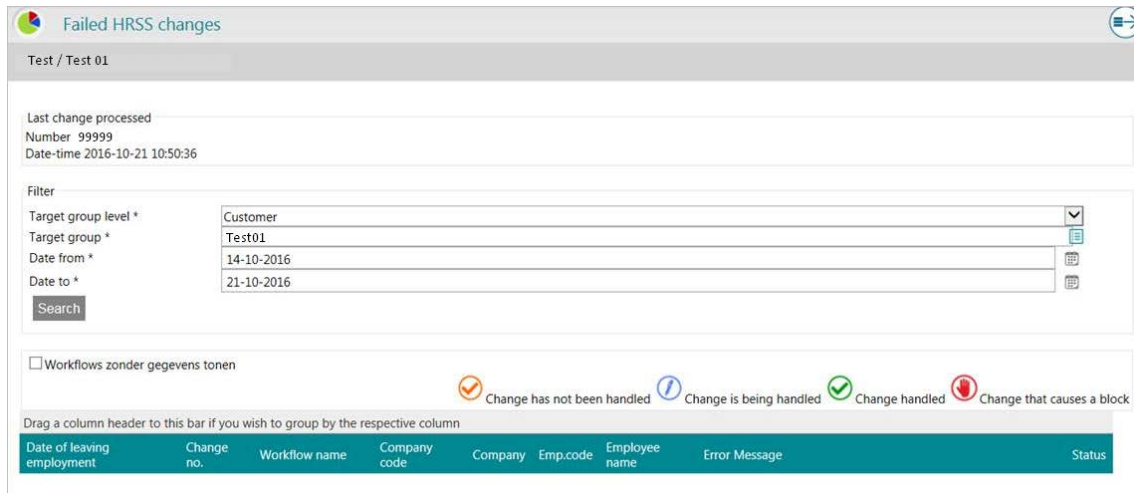 Failed HRSS changes
Test / Test 01
Last change processed
Number 99999
Date-time 2016-10-21 10:50:36
Filter
Target group level * Customer
Target group * Test01
Date from * 14-10-2016
Date to * 21-10-2016
Search
Workflows zonder gegevens tonen
Change has not been handled Change is being handled Change handled Change that causes a block
Drag a column header to this bar if you wish to group by the respective column
Date of leaving employment Change no. Workflow name Company code Company Emp.code Employee name Error Message Status